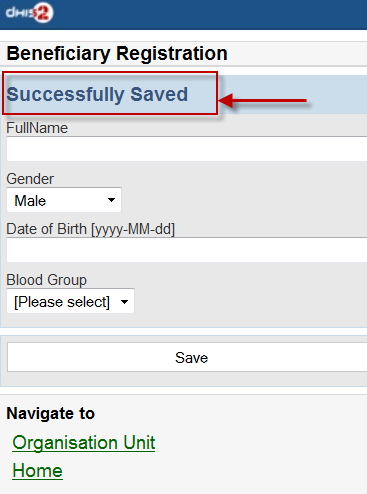 dhis2
Beneficiary Registration
Successfully Saved
FullName
Gender
Male
Date of Birth [yyyy-MM-dd]
Blood Group
[Please select]
Save
Navigate to
Organisation Unit
Home